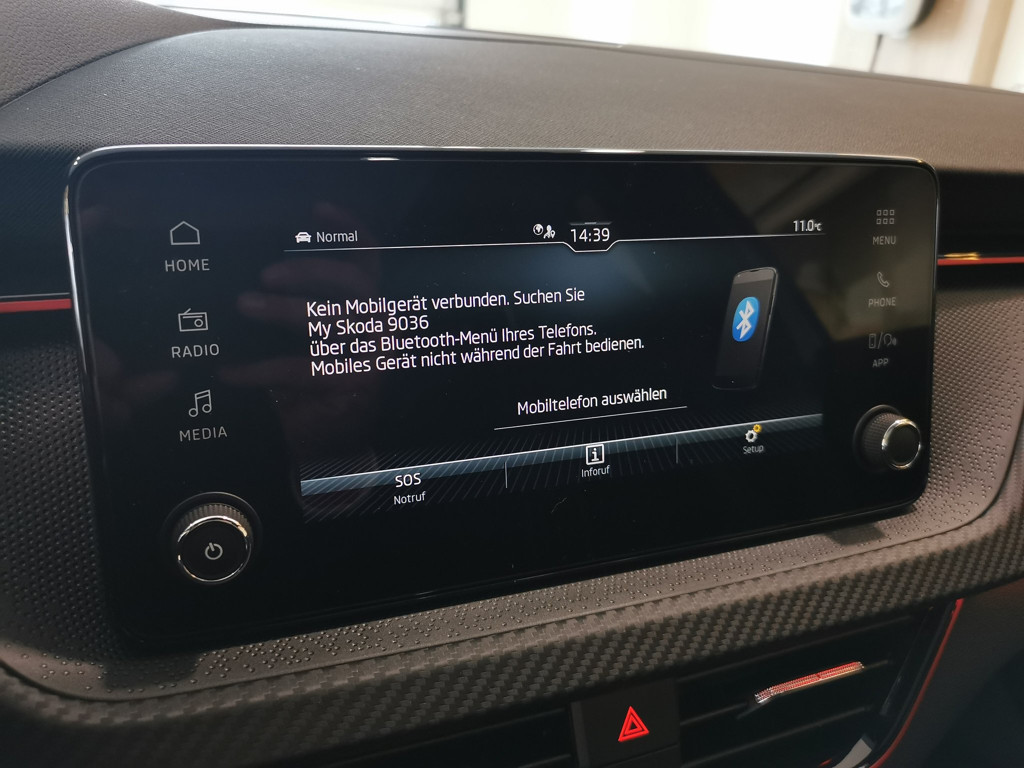 Normal
14:39
11.0°C
HOME
RADIO
MEDIA
Kein Mobilgerät verbunden. Suchen Sie
My Skoda 9036
über das Bluetooth-Menü Ihres Telefons.
Mobiles Gerät nicht während der Fahrt bedienen.
Mobiltelefon auswählen
SOS
Notruf
i
Inforuf
Setup
MENU
PHONE
APP